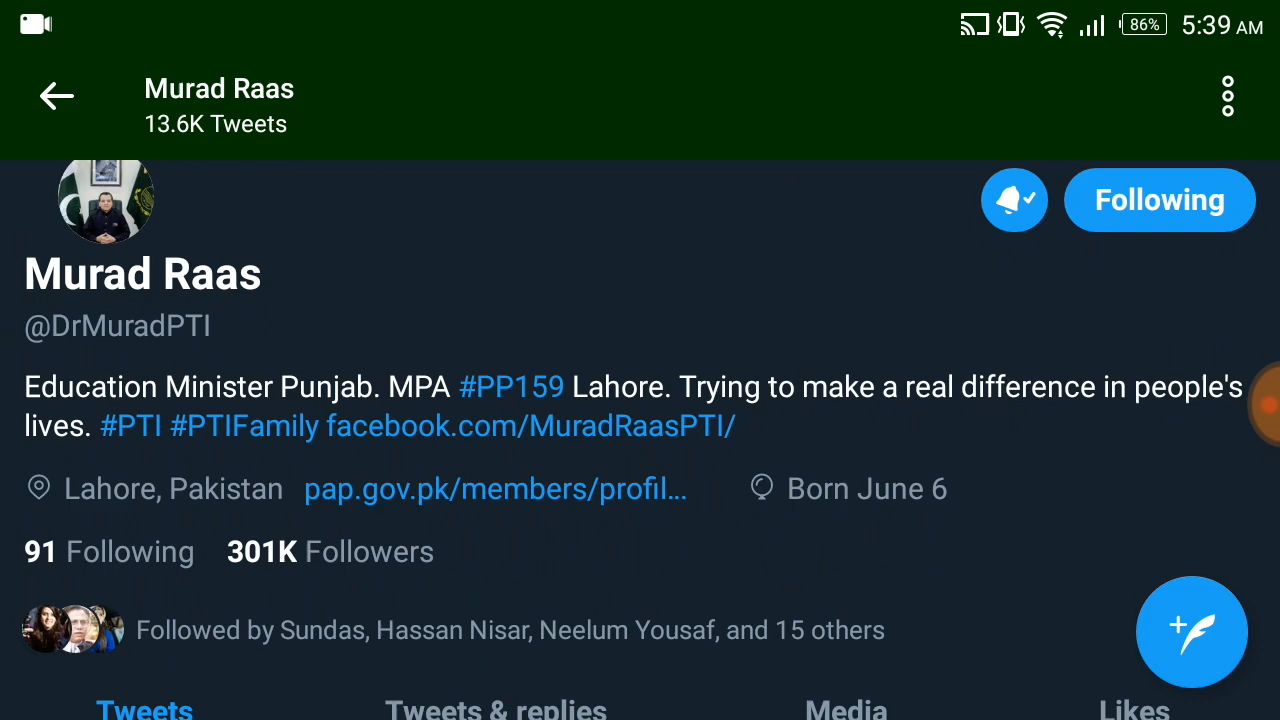 86% 5:39 AM
Murad Raas
13.6K Tweets
Following
Murad Raas
@DrMuradPTI
Education Minister Punjab. MPA #PP159 Lahore. Trying to make a real difference in people's
lives. #PTI #PTIFamily facebook.com/MuradRaasPTI/
Lahore, Pakistan pap.gov.pk/members/profil... Born June 6
91 Following 301K Followers
Followed by Sundas, Hassan Nisar, Neelum Yousaf, and 15 others
Tweets Tweets & replies Media Likes